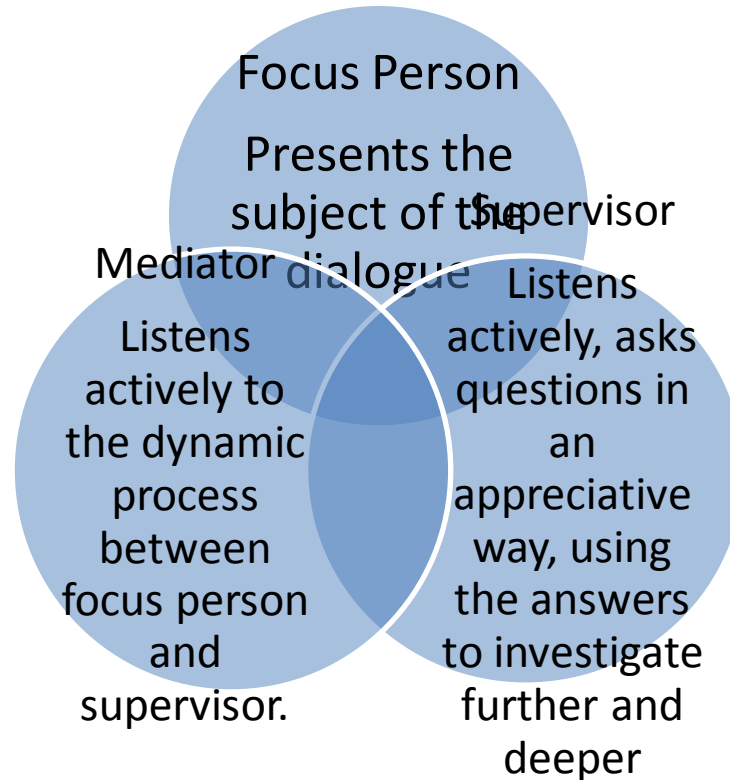 Focus Person
Presents the
subject of the
dialogue
Supervisor
Listens
actively, asks
questions in
an
appreciative
way, using
the answers
to investigate
further and
deeper
Mediator
Listens
actively to
the dynamic
process
between
focus person
and
supervisor.